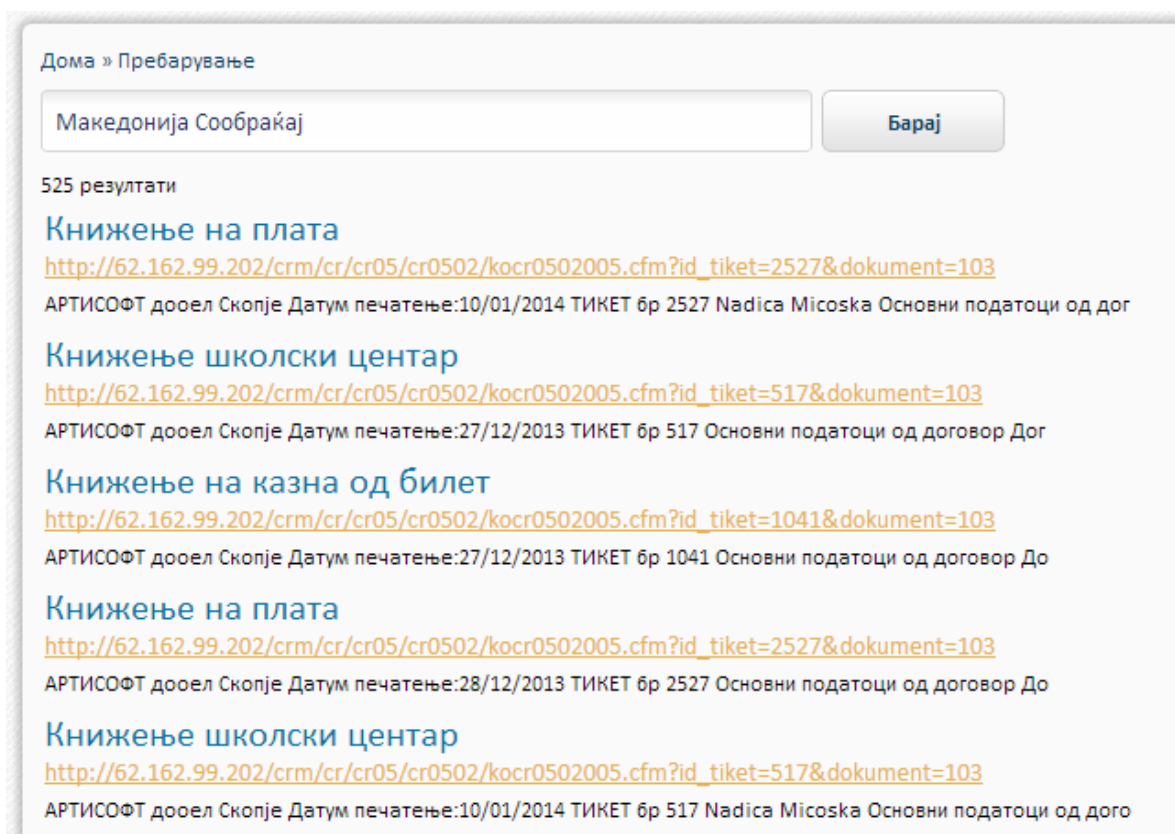 Дома » Пребарување
Македонија Сообраќај
Барај
525 резултати
Книжење на плата
http://62.162.99.202/crm/cr/cr05/cr0502/kocr0502005.cfm?id_tiket=2527&dokument=103
АРТИСОФТ дооел Скопје Датум печатење:10/01/2014 ТИКЕТ бр 2527 Nadica Micoska Основни податоци од дог
Книжење школски центар
http://62.162.99.202/crm/cr/cr05/cr0502/kocr0502005.cfm?id_tiket=517&dokument=103
АРТИСОФТ дооел Скопје Датум печатење:27/12/2013 ТИКЕТ бр 517 Основни податоци од договор Дог
Книжење на казна од билет
http://62.162.99.202/crm/cr/cr05/cr0502/kocr0502005.cfm?id_tiket=1041&dokument=103
АРТИСОФТ дооел Скопје Датум печатење:27/12/2013 ТИКЕТ бр 1041 Основни податоци од договор До
Книжење на плата
http://62.162.99.202/crm/cr/cr05/cr0502/kocr0502005.cfm?id_tiket=2527&dokument=103
АРТИСОФТ дооел Скопје Датум печатење:28/12/2013 ТИКЕТ бр 2527 Основни податоци од договор До
Книжење школски центар
http://62.162.99.202/crm/cr/cr05/cr0502/kocr0502005.cfm?id_tiket=517&dokument=103
АРТИСОФТ дооел Скопје Датум печатење:10/01/2014 ТИКЕТ бр 517 Nadica Micoska Основни податоци од дого